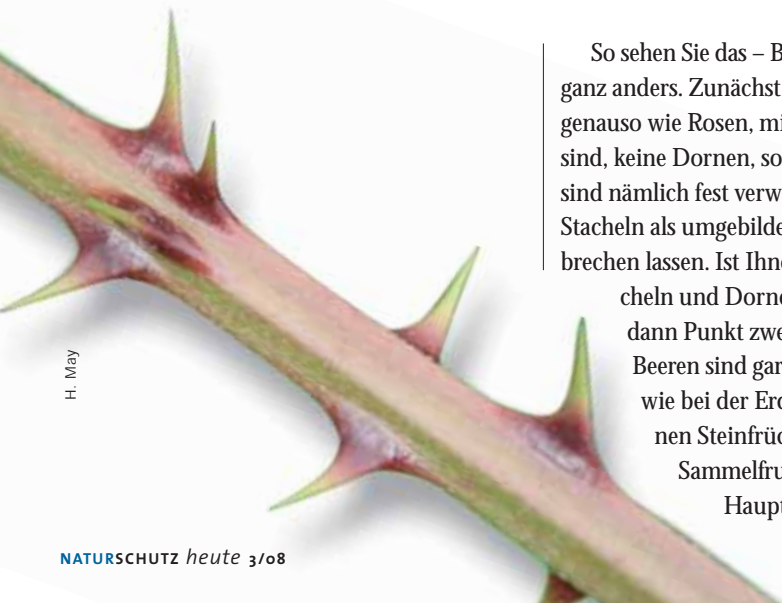 So sehen Sie das – B
ganz anders. Zunächst
genauso wie Rosen, mi
sind, keine Dornen, so
sind nämlich fest verw
Stacheln als umgebilde
brechen lassen. Ist Ihn
cheln und Dorn
dann Punkt zwe
Beeren sind gar
wie bei der Erd
nen Steinfrüc
Sammelfru
Haupt
H. May
NATURSCHUTZ heute 3/08